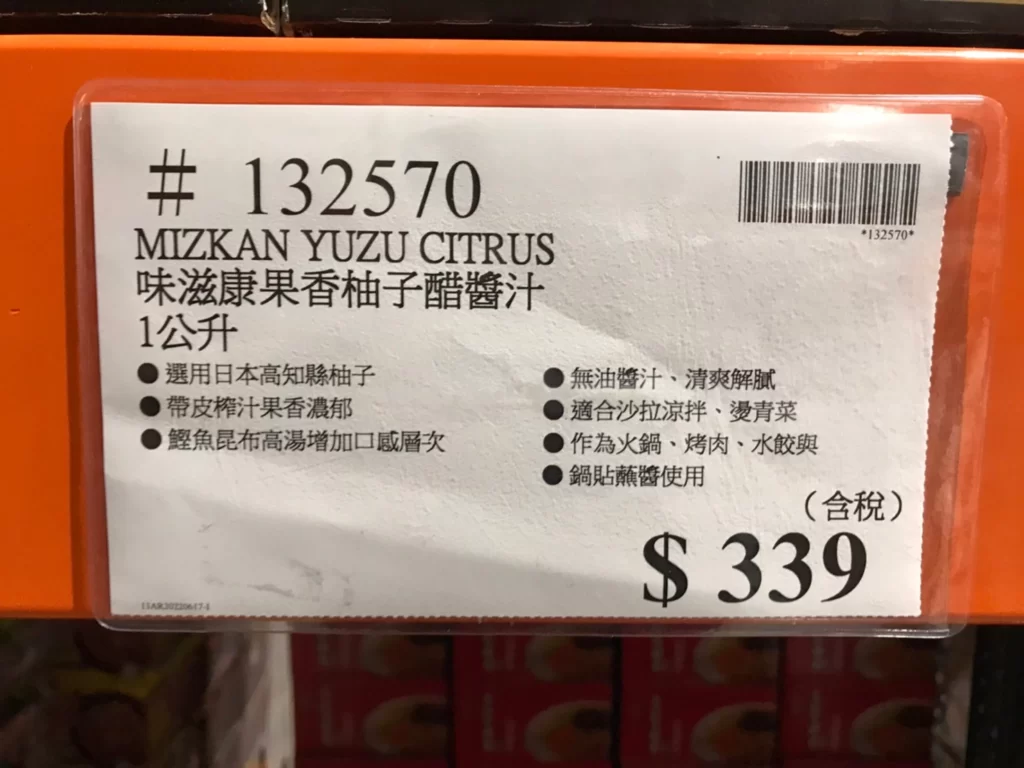 # 132570
*132570*
MIZKAN YUZU CITRUS
味滋康果香柚子醋醬汁
1公升
●選用日本高知縣柚子
●帶皮榨汁果香濃郁
●鰹魚昆布高湯增加口感層次
●無油醬汁、清爽解膩
●適合沙拉涼拌、燙青菜
●作為火鍋、烤肉、水餃與
●鍋貼蘸醬使用
（含稅）
$ 339
11AR20220617-1